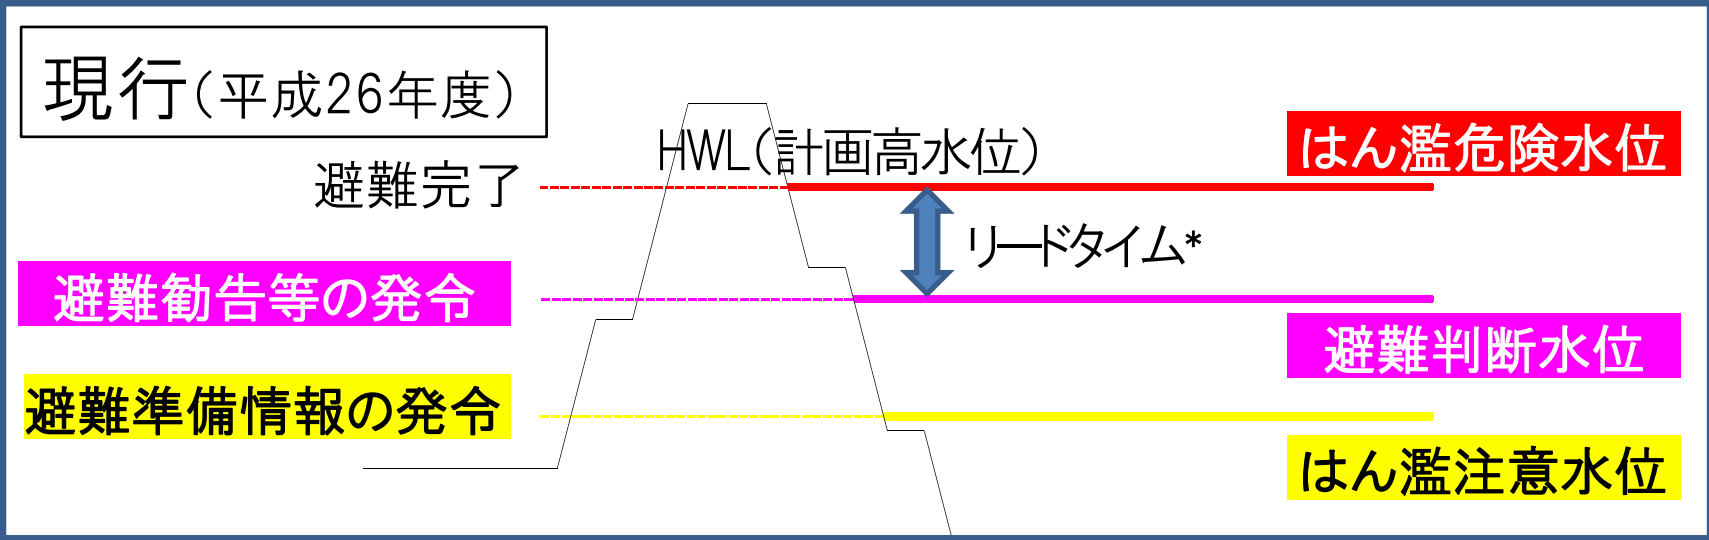 現行（平成26年度）
HWL（計画高水位）
はん濫危険水位
避難完了
リードタイム*
避難勧告等の発令
避難判断水位
避難準備情報の発令
はん濫注意水位